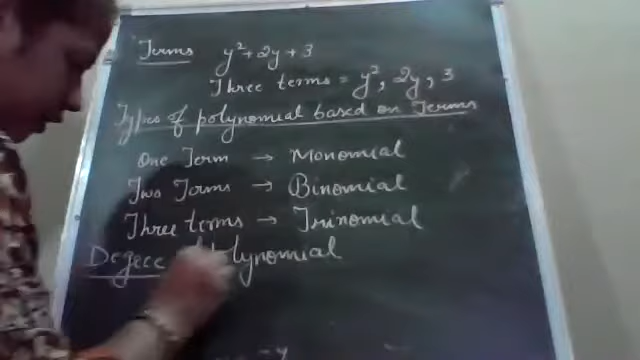 Terms y²+2y+3
Three terms = y², 2y, 3
Types of polynomial based on Terms
One Term → Monomial
Two Terms → Binomial
Three terms → Trinomial
Degree Polynomial